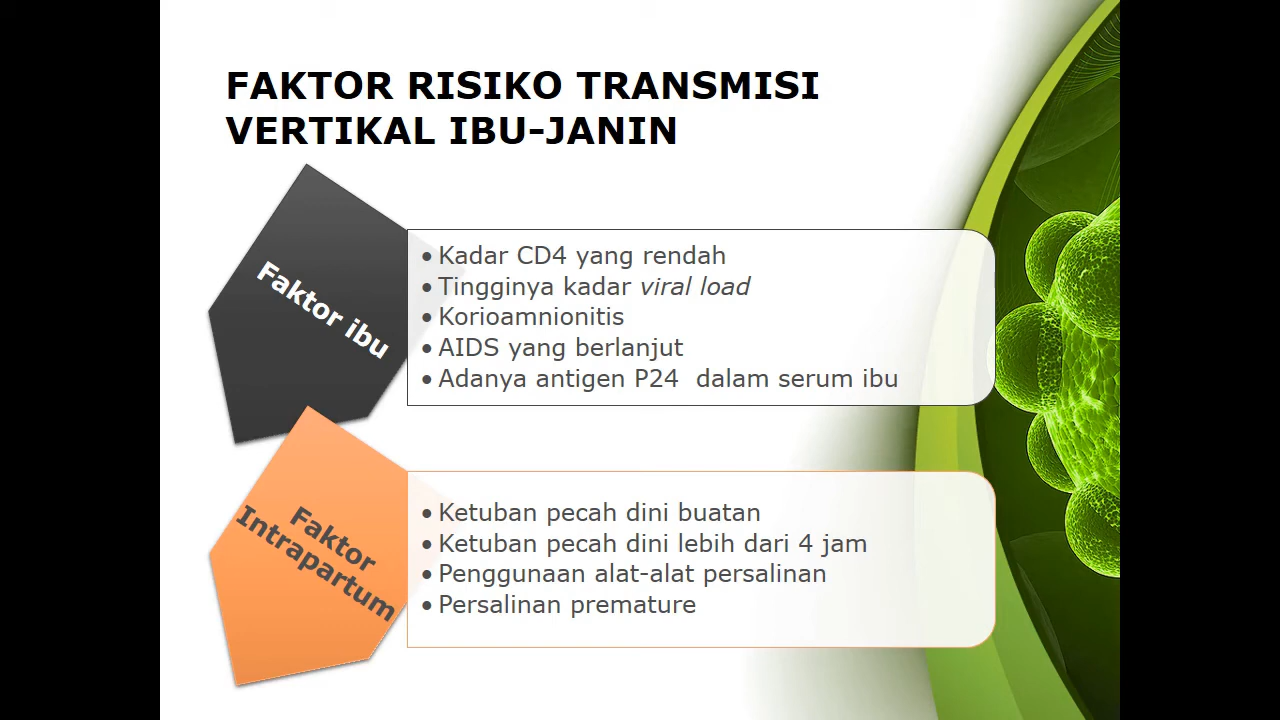 FAKTOR RISIKO TRANSMISI
VERTIKAL IBU-JANIN
Faktor ibu
• Kadar CD4 yang rendah
• Tingginya kadar viral load
• Korioamnionitis
• AIDS yang berlanjut
• Adanya antigen P24 dalam serum ibu
Faktor
Intrapartum
• Ketuban pecah dini buatan
• Ketuban pecah dini lebih dari 4 jam
• Penggunaan alat-alat persalinan
• Persalinan premature